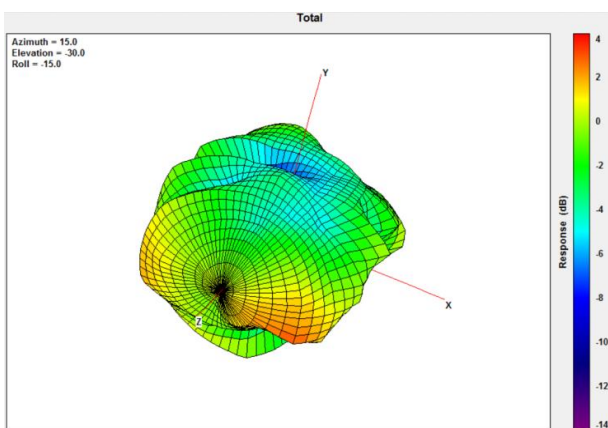 Total
Azimuth = 15.0
Elevation = -30.0
Roll = -15.0
Y
X
Z
4
2
0
-2
-4
-6
-8
-10
-12
-14
Response (dB)